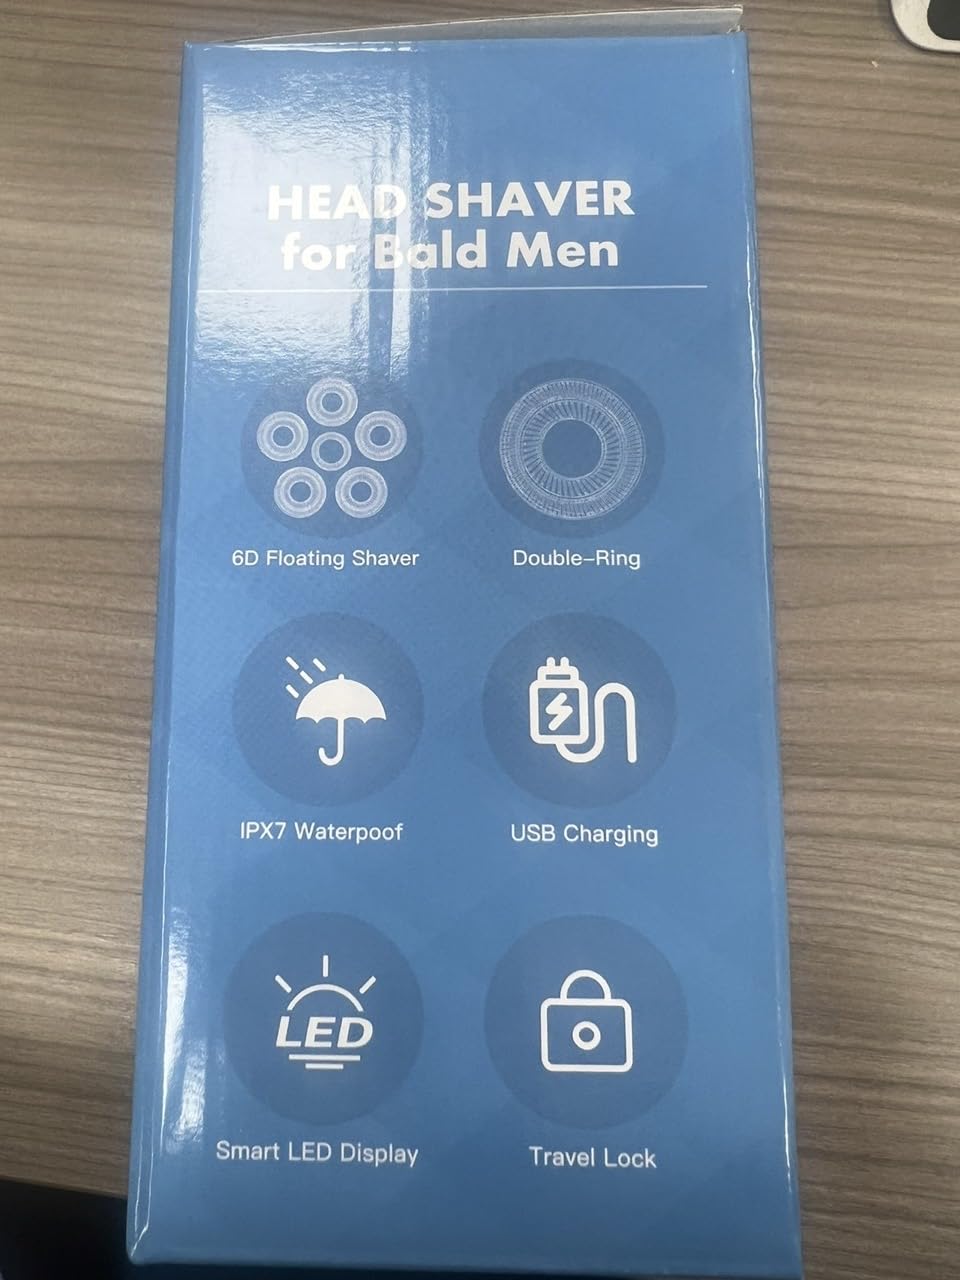 HEAD SHAVER
for Bald Men
6D Floating Shaver
Double-Ring
IPX7 Waterpoof
USB Charging
LED
Smart LED Display
Travel Lock